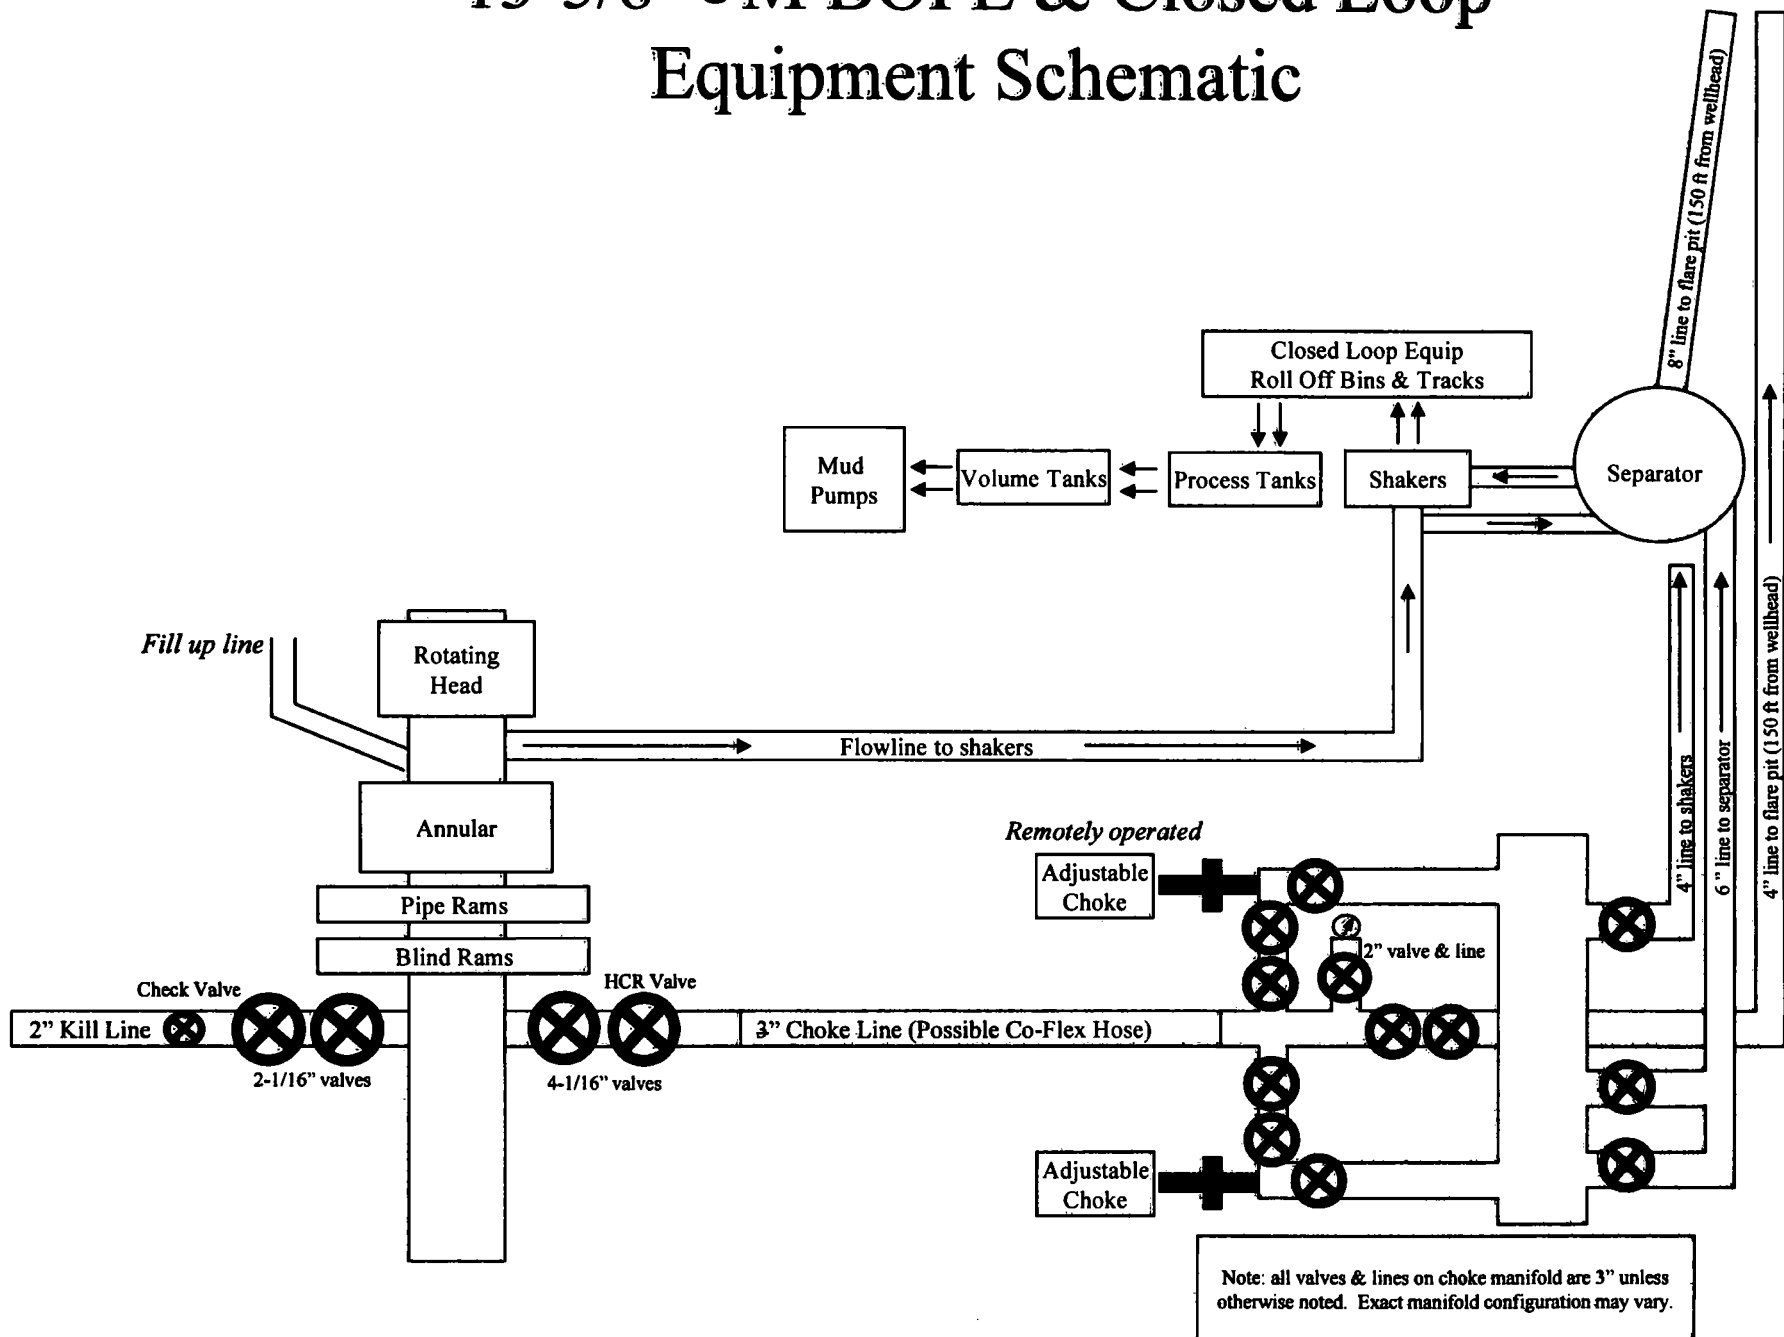 BOPE & Closed Loop
Equipment Schematic
8" line to flare pit (150 ft from wellhead)
Closed Loop Equip
Roll Off Bins & Tracks
Mud
Pumps
Volume Tanks
Process Tanks
Shakers
Separator
Fill up line
Rotating
Head
Flowline to shakers
Annular
Pipe Rams
Blind Rams
Remotely operated
Adjustable
Choke
2" valve & line
4" line to shakers
6 " line to separator
4" line to flare pit (150 ft from wellhead)
Check Valve
HCR Valve
2" Kill Line
3" Choke Line (Possible Co-Flex Hose)
2-1/16" valves
4-1/16" valves
Adjustable
Choke
Note: all valves & lines on choke manifold are 3" unless
otherwise noted. Exact manifold configuration may vary.